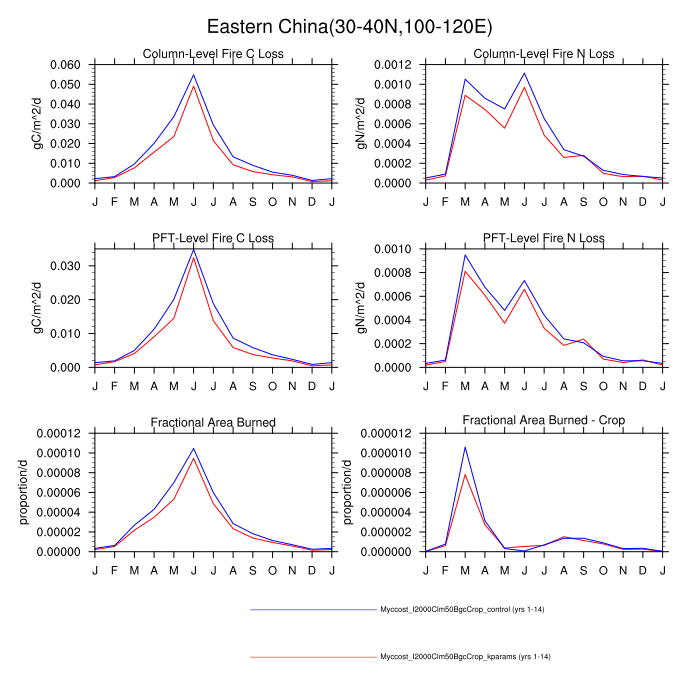 Eastern China(30-40N,100-120E)
Column-Level Fire C Loss
gC/m^2/d
0.060
0.050
0.040
0.030
0.020
0.010
0.000
J F M A M J J A S O N D J
Column-Level Fire N Loss
gN/m^2/d
0.0012
0.0010
0.0008
0.0006
0.0004
0.0002
0.0000
J F M A M J J A S O N D J
PFT-Level Fire C Loss
gC/m^2/d
0.030
0.020
0.010
0.000
J F M A M J J A S O N D J
PFT-Level Fire N Loss
gN/m^2/d
0.0010
0.0008
0.0006
0.0004
0.0002
0.0000
J F M A M J J A S O N D J
Fractional Area Burned
proportion/d
0.00012
0.00010
0.00008
0.00006
0.00004
0.00002
0.00000
J F M A M J J A S O N D J
Fractional Area Burned - Crop
proportion/d
0.000012
0.000010
0.000008
0.000006
0.000004
0.000002
0.000000
J F M A M J J A S O N D J
Myccost_I2000Clm50BgcCrop_control (yrs 1-14)
Myccost_I2000Clm50BgcCrop_kparams (yrs 1-14)